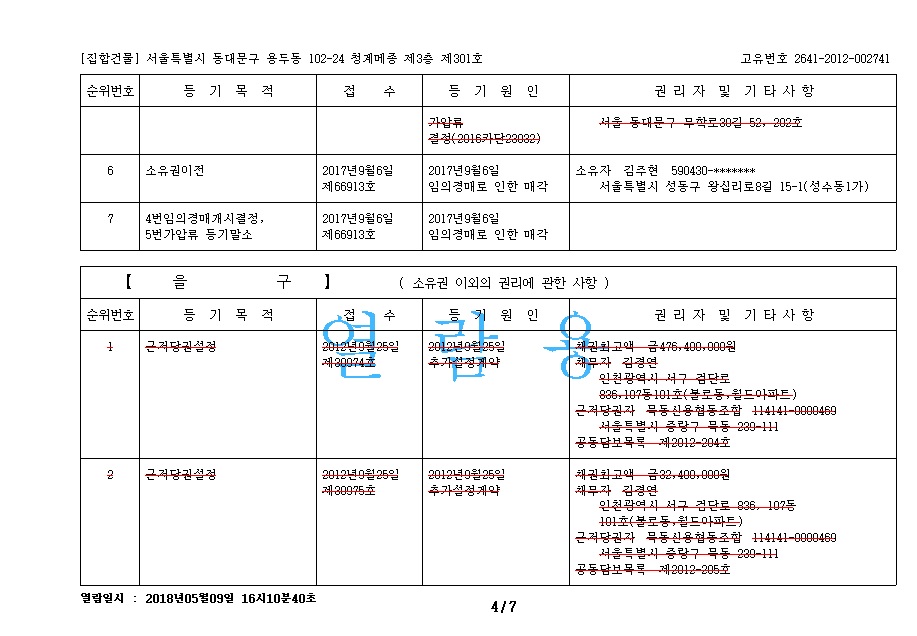 [집합건물] 서울특별시 동대문구 용두동 102-24 청계메종 제3층 제301호 고유번호 2641-2012-002741
순위번호 등 기 목 적 접 수 등 기 원 인 권 리 자 및 기 타 사 항
가압류 서울 동대문구 무학로30길 52, 202호
결정(2016카단23032)
6 소유권이전 2017년9월6일 2017년9월6일 소유자 김주현 590430-*******
제66913호 임의경매로 인한 매각 서울특별시 성동구 왕십리로8길 15-1(성수동1가)
7 4번임의경매개시결정, 2017년9월6일 2017년9월6일
5번가압류 등기말소 제66913호 임의경매로 인한 매각
【 을 구 】 ( 소유권 이외의 권리에 관한 사항 )
순위번호 등 기 목 적 접 수 등 기 원 인 권 리 자 및 기 타 사 항
열 람 용
1 근저당권설정 2012년9월25일 2012년9월25일 채권최고액 금476,400,000원
제30974호 추가설정계약 채무자 김경연
인천광역시 서구 검단로
836,107동101호(불로동,월드아파트)
근저당권자 묵동신용협동조합 114141-0000469
서울특별시 중랑구 묵동 239-111
공동담보목록 제2012-204호
2 근저당권설정 2012년9월25일 2012년9월25일 채권최고액 금32,400,000원
제30975호 추가설정계약 채무자 김경연
인천광역시 서구 검단로 836, 107동
101호(불로동,월드아파트)
근저당권자 묵동신용협동조합 114141-0000469
서울특별시 중랑구 묵동 239-111
공동담보목록 제2012-205호
열람일시 : 2018년05월09일 16시10분40초
4/7